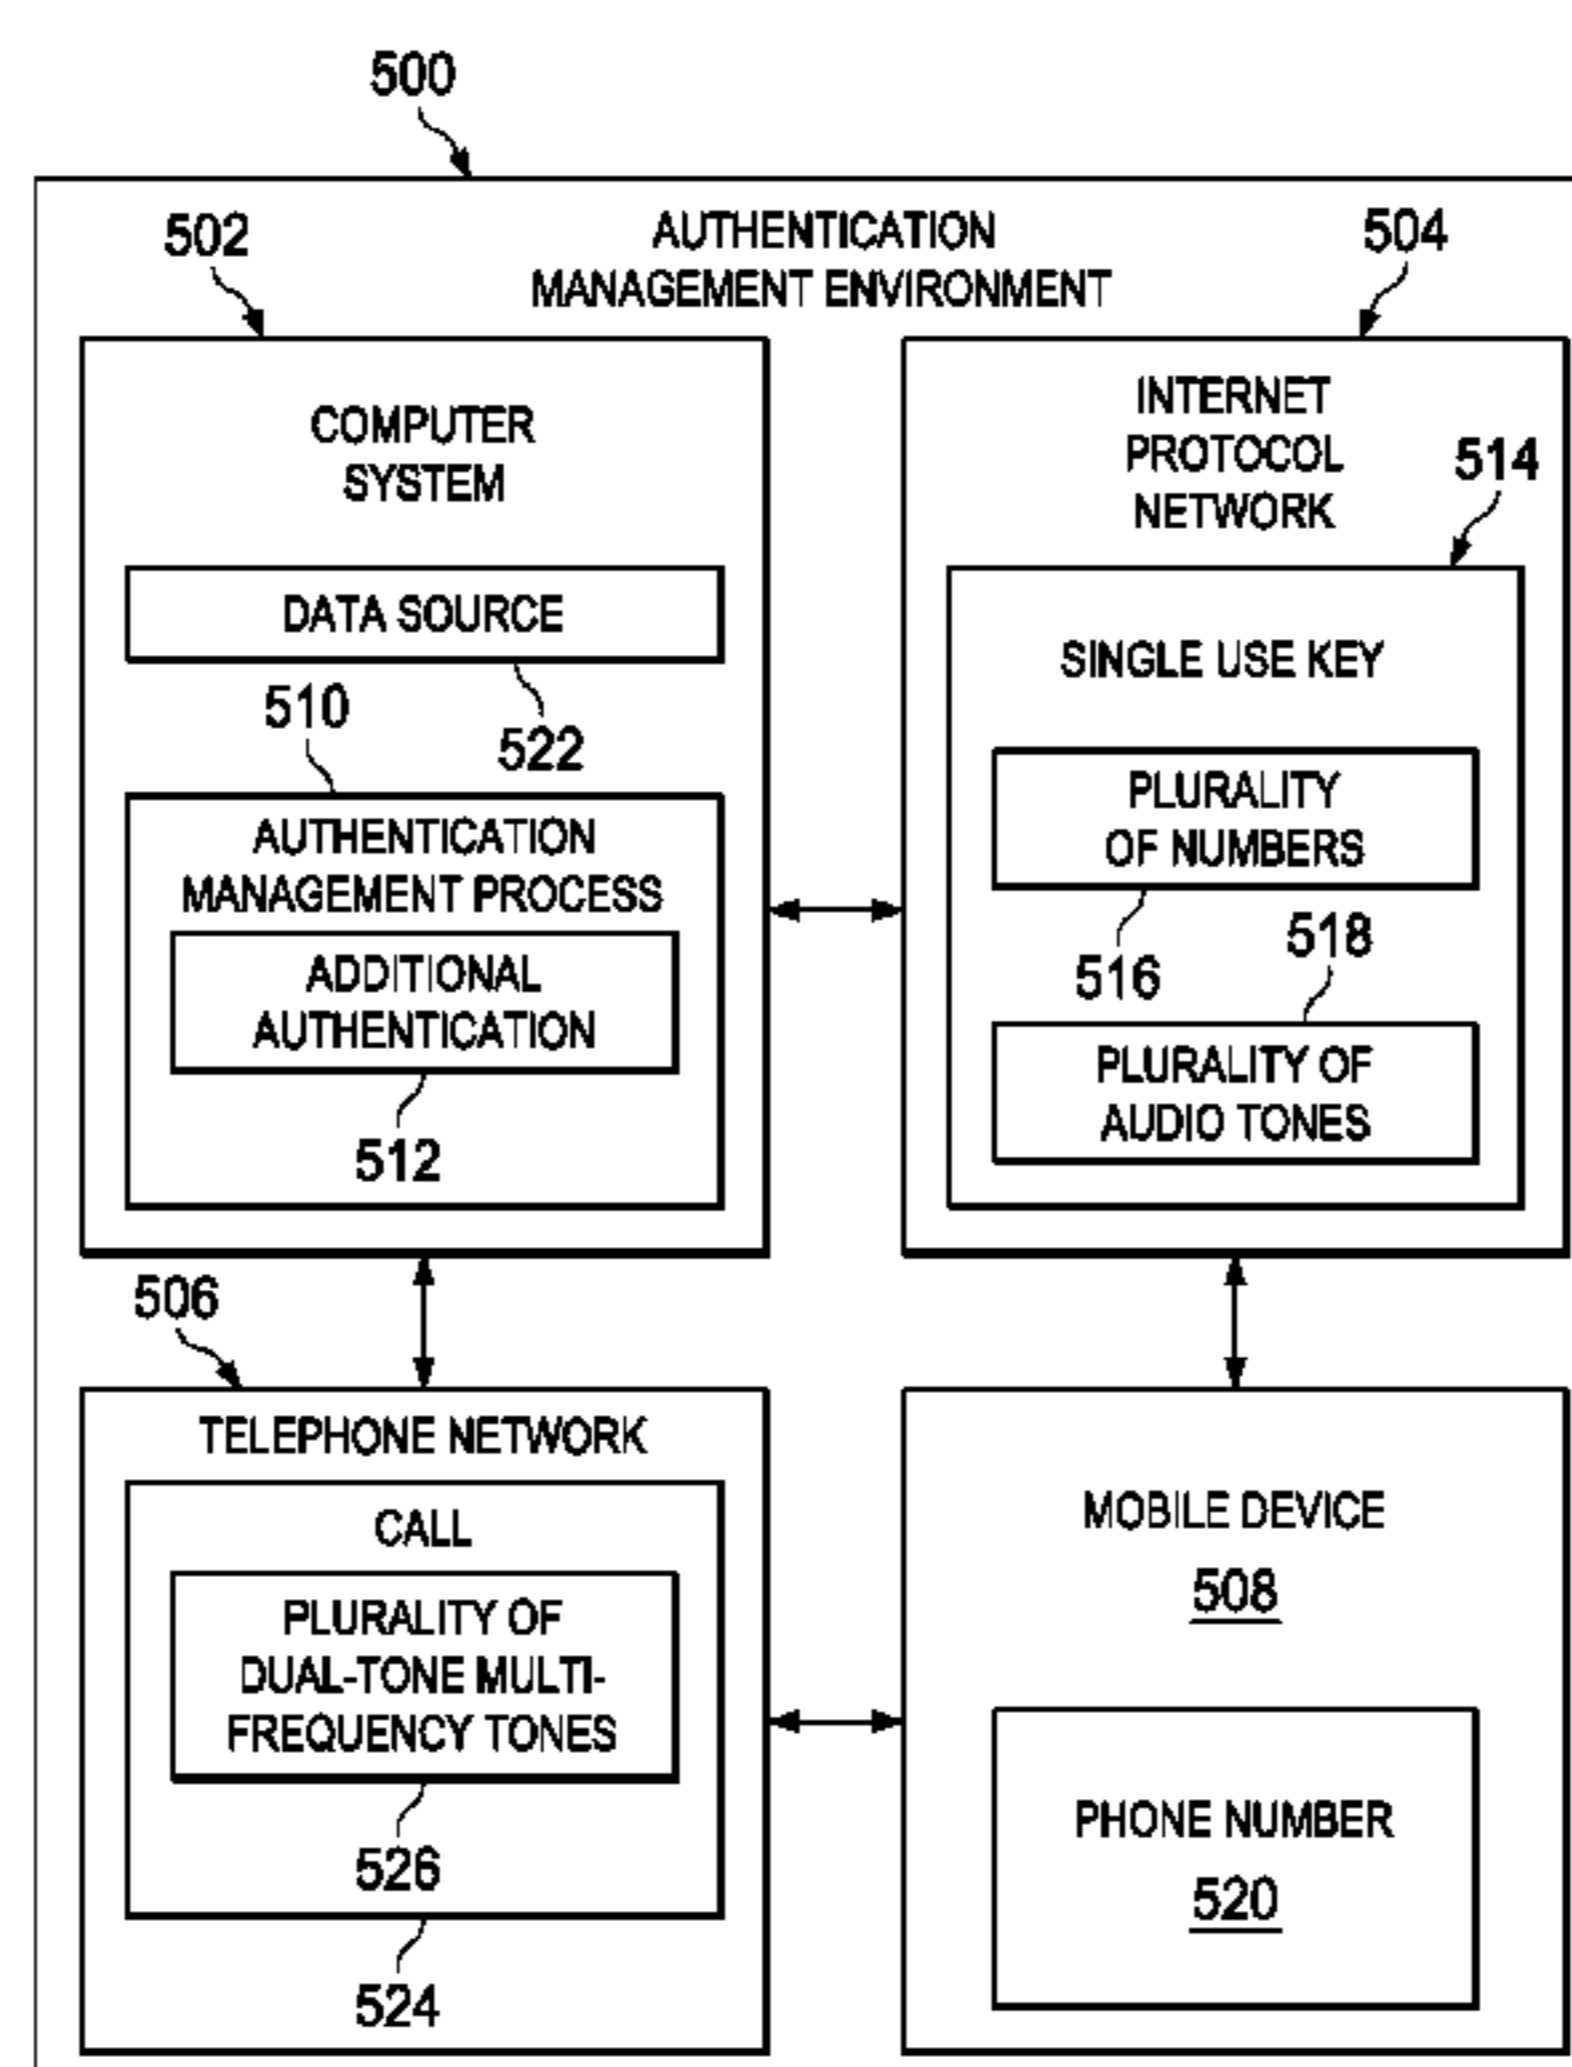 500
AUTHENTICATION
MANAGEMENT ENVIRONMENT
502
504
COMPUTER
SYSTEM
DATA SOURCE
522
510
AUTHENTICATION
MANAGEMENT PROCESS
ADDITIONAL
AUTHENTICATION
512
INTERNET
PROTOCOL
NETWORK
514
SINGLE USE KEY
PLURALITY
OF NUMBERS
516
518
PLURALITY OF
AUDIO TONES
506
TELEPHONE NETWORK
CALL
PLURALITY OF
DUAL-TONE MULTI-
FREQUENCY TONES
526
524
MOBILE DEVICE
508
PHONE NUMBER
520